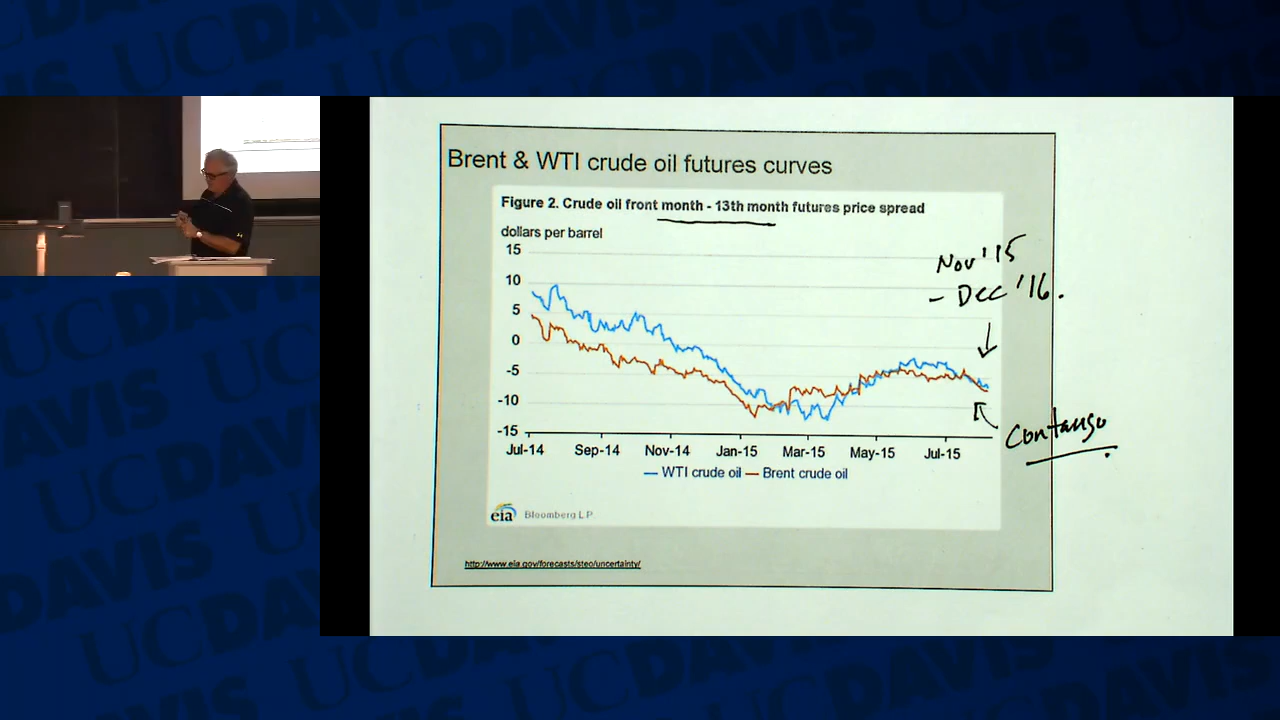 UCDAVIS
Brent & WTI crude oil futures curves
Figure 2. Crude oil front month - 13th month futures price spread
dollars per barrel
15
10
5
0
-5
-10
-15
Jul-14 Sep-14 Nov-14 Jan-15 Mar-15 May-15 Jul-15
WTI crude oil Brent crude oil
Nov '15
- Dec '16.
Contango
eia Bloomberg L.P.
http://www.eia.gov/forecasts/steo/uncertainty/